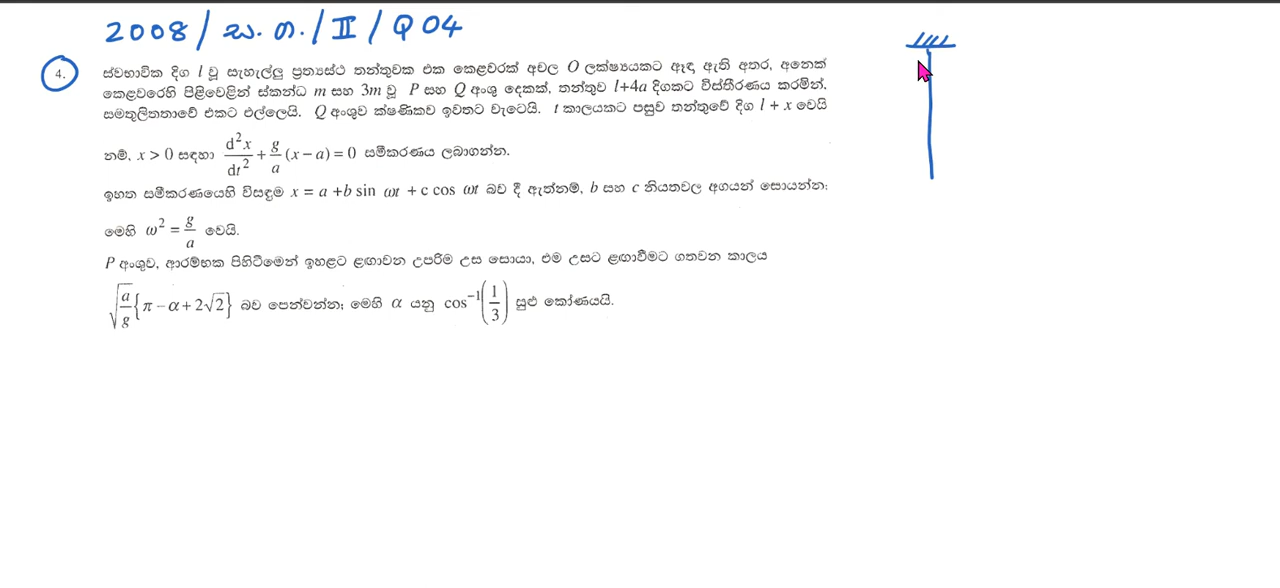 2008/ සං.ග./II/Q04
4. ස්වභාවික දිග l වූ සැහැල්ලු ප්‍රත්‍යස්ථ තන්තුවක එක කෙළවරක් අචල O ලක්ෂ්‍යයකට ඈඳා ඇති අතර, අනෙක්
කෙළවරෙහි පිළිවෙළින් ස්කන්ධ m සහ 3m වූ P සහ Q අංශු දෙකක්, තන්තුව l+4a දිගකට විස්තීරණය කරමින්,
සමතුලිතතාවේ එකට එල්ලෙයි. Q අංශුව ක්ෂණිකව ඉවතට වැටෙයි. t කාලයකට පසුව තන්තුවේ දිග l + x වෙයි
නම්, x > 0 සඳහා d²x/dt² + g/a (x – a) = 0 සමීකරණය ලබාගන්න.
ඉහත සමීකරණයෙහි විසඳුම x = a +b sin ωt + c cos ωt බව දී ඇත්නම්, b සහ c නියතවල අගයන් සොයන්න;
මෙහි ω² = g/a වෙයි.
P අංශුව, ආරම්භක පිහිටීමෙන් ඉහළට ළඟාවන උපරිම උස සොයා, එම උසට ළඟාවීමට ගතවන කාලය
√(a/g) {π – α + 2√2} බව පෙන්වන්න; මෙහි α යනු cos⁻¹(1/3) සුළු කෝණයයි.